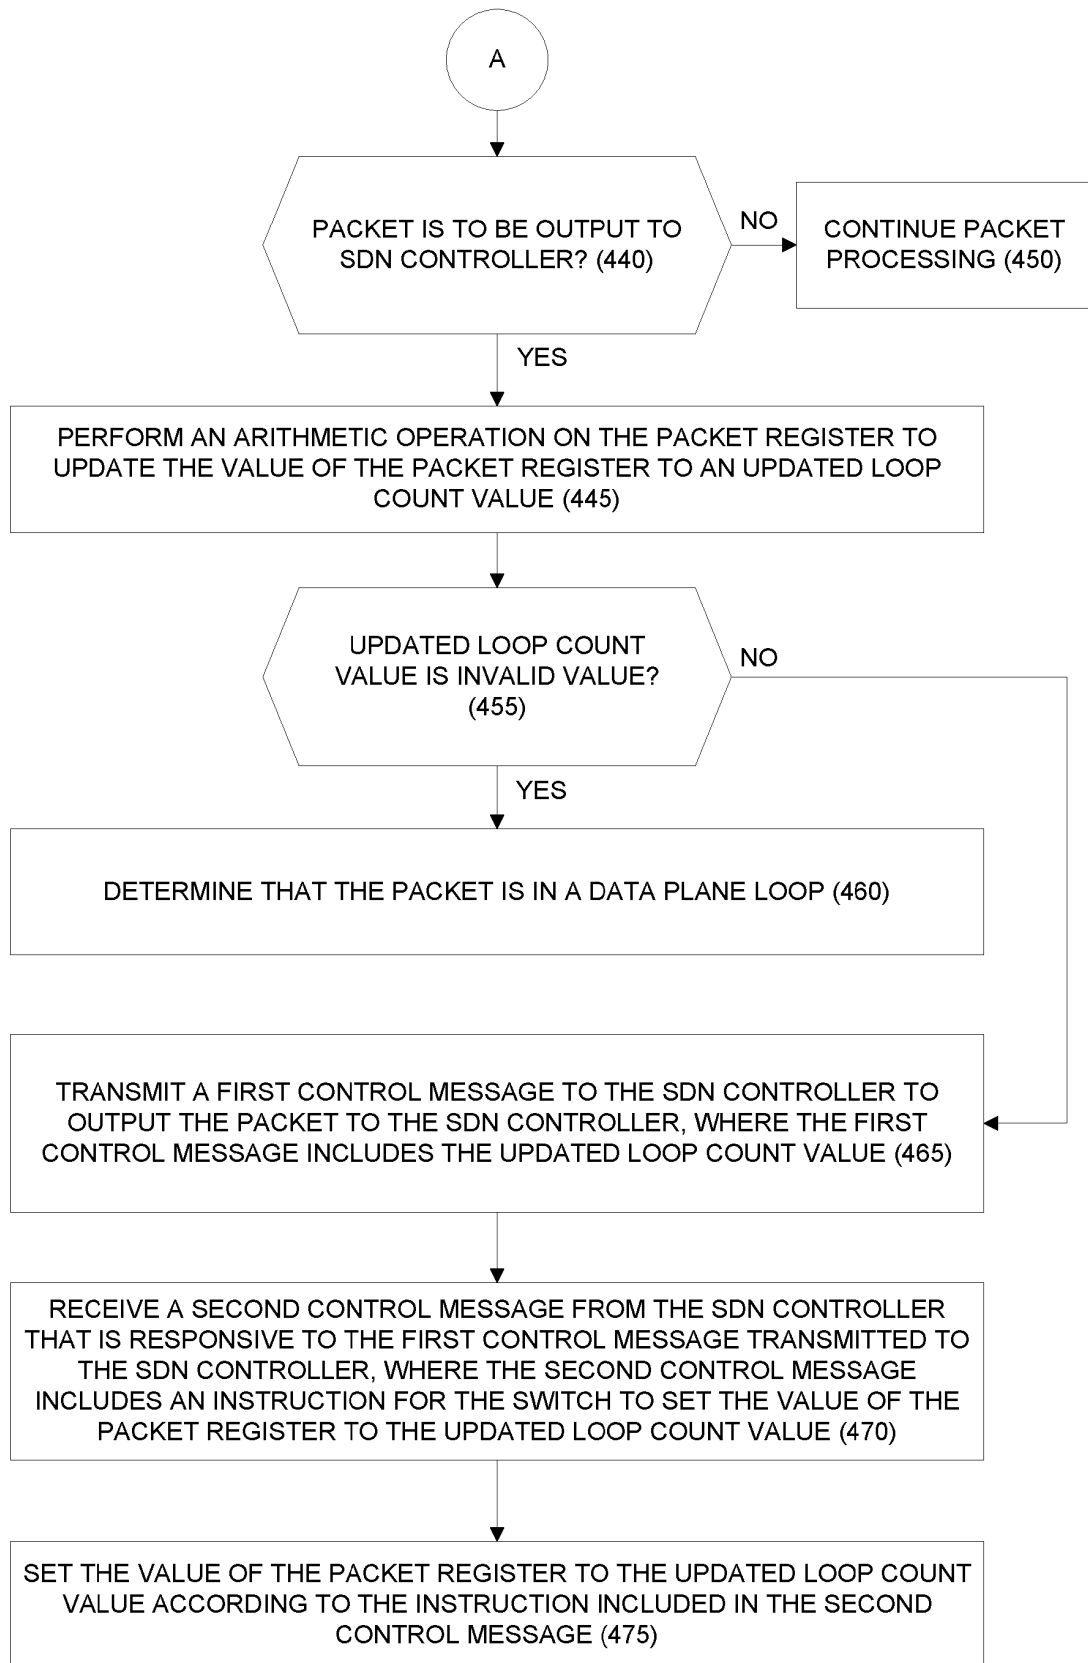 A
PACKET IS TO BE OUTPUT TO
SDN CONTROLLER? (440)
NO
CONTINUE PACKET
PROCESSING (450)
YES
PERFORM AN ARITHMETIC OPERATION ON THE PACKET REGISTER TO
UPDATE THE VALUE OF THE PACKET REGISTER TO AN UPDATED LOOP
COUNT VALUE (445)
UPDATED LOOP COUNT
VALUE IS INVALID VALUE?
(455)
NO
YES
DETERMINE THAT THE PACKET IS IN A DATA PLANE LOOP (460)
TRANSMIT A FIRST CONTROL MESSAGE TO THE SDN CONTROLLER TO
OUTPUT THE PACKET TO THE SDN CONTROLLER, WHERE THE FIRST
CONTROL MESSAGE INCLUDES THE UPDATED LOOP COUNT VALUE (465)
RECEIVE A SECOND CONTROL MESSAGE FROM THE SDN CONTROLLER
THAT IS RESPONSIVE TO THE FIRST CONTROL MESSAGE TRANSMITTED TO
THE SDN CONTROLLER, WHERE THE SECOND CONTROL MESSAGE
INCLUDES AN INSTRUCTION FOR THE SWITCH TO SET THE VALUE OF THE
PACKET REGISTER TO THE UPDATED LOOP COUNT VALUE (470)
SET THE VALUE OF THE PACKET REGISTER TO THE UPDATED LOOP COUNT
VALUE ACCORDING TO THE INSTRUCTION INCLUDED IN THE SECOND
CONTROL MESSAGE (475)